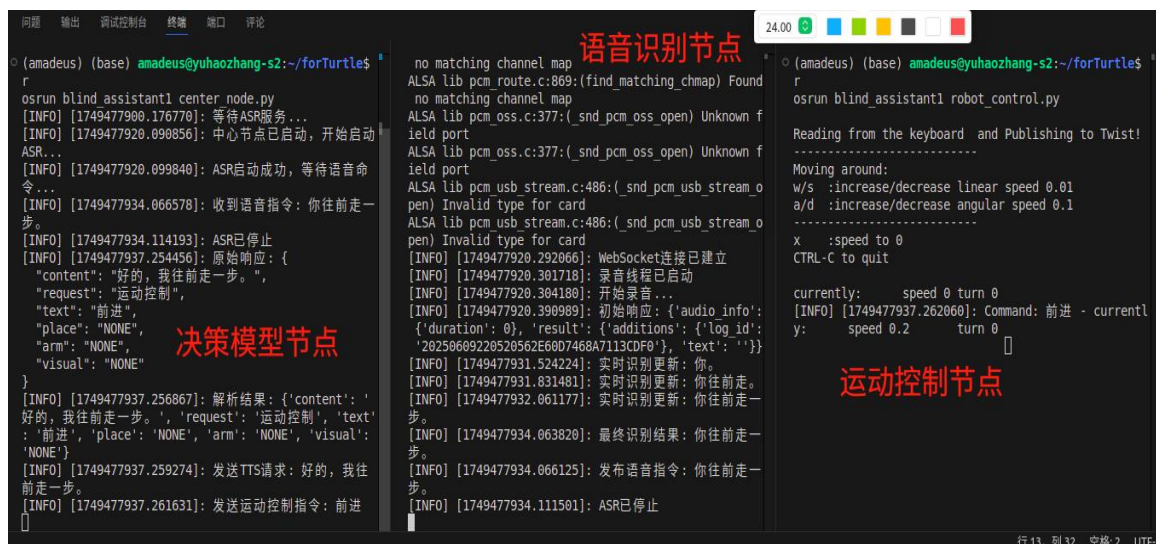 问题 输出 调试控制台 终端 端口 评论
24.00
(amadeus) (base) amadeus@yuhaozhang-s2:~/forTurtle$
r
osrun blind_assistant1 center_node.py
[INFO] [1749477900.176770]: 等待ASR服务...
[INFO] [1749477920.090856]: 中心节点已启动，开始启动
ASR...
[INFO] [1749477920.099840]: ASR启动成功，等待语音命
令...
[INFO] [1749477934.066578]: 收到语音指令: 你往前走一
步。
[INFO] [1749477934.114193]: ASR已停止
[INFO] [1749477937.254456]: 原始响应: {
"content": "好的，我往前走一步。",
"request": "运动控制",
"text": "前进",
"place": "NONE",
"arm": "NONE",
"visual": "NONE"
}
决策模型节点
[INFO] [1749477937.256867]: 解析结果: {'content': '
好的，我往前走一步。', 'request': '运动控制', 'text'
: '前进', 'place': 'NONE', 'arm': 'NONE', 'visual':
'NONE'}
[INFO] [1749477937.259274]: 发送TTS请求: 好的，我往
前走一步。
[INFO] [1749477937.261631]: 发送运动控制指令: 前进
语音识别节点
no matching channel map
ALSA lib pcm_route.c:869:(find_matching_chmap) Found
no matching channel map
ALSA lib pcm_oss.c:377:(_snd_pcm_oss_open) Unknown f
ield port
ALSA lib pcm_oss.c:377:(_snd_pcm_oss_open) Unknown f
ield port
ALSA lib pcm_usb_stream.c:486:(_snd_pcm_usb_stream_o
pen) Invalid type for card
ALSA lib pcm_usb_stream.c:486:(_snd_pcm_usb_stream_o
pen) Invalid type for card
[INFO] [1749477920.292066]: WebSocket连接已建立
[INFO] [1749477920.301718]: 录音线程已启动
[INFO] [1749477920.304180]: 开始录音...
[INFO] [1749477920.390989]: 初始响应: {'audio_info':
{'duration': 0}, 'result': {'additions': {'log_id':
'20250609220520562E60D7468A7113CDF0'}, 'text': ''}}
[INFO] [1749477931.524224]: 实时识别更新: 你。
[INFO] [1749477931.831481]: 实时识别更新: 你往前走。
[INFO] [1749477932.061177]: 实时识别更新: 你往前走一
步。
[INFO] [1749477934.063820]: 最终识别结果: 你往前走一
步。
[INFO] [1749477934.066125]: 发布语音指令: 你往前走一
步。
[INFO] [1749477934.111501]: ASR已停止
(amadeus) (base) amadeus@yuhaozhang-s2:~/forTurtle$
r
osrun blind_assistant1 robot_control.py
Reading from the keyboard  and Publishing to Twist!
---------------------------
Moving around:
w/s  :increase/decrease linear speed 0.01
a/d  :increase/decrease angular speed 0.1
---------------------------
x    :speed to 0
CTRL-C to quit
currently:      speed 0 turn 0
[INFO] [1749477937.262060]: Command: 前进 - currentl
y:      speed 0.2      turn 0
运动控制节点
行 13, 列 32 空格: 2 UTF-